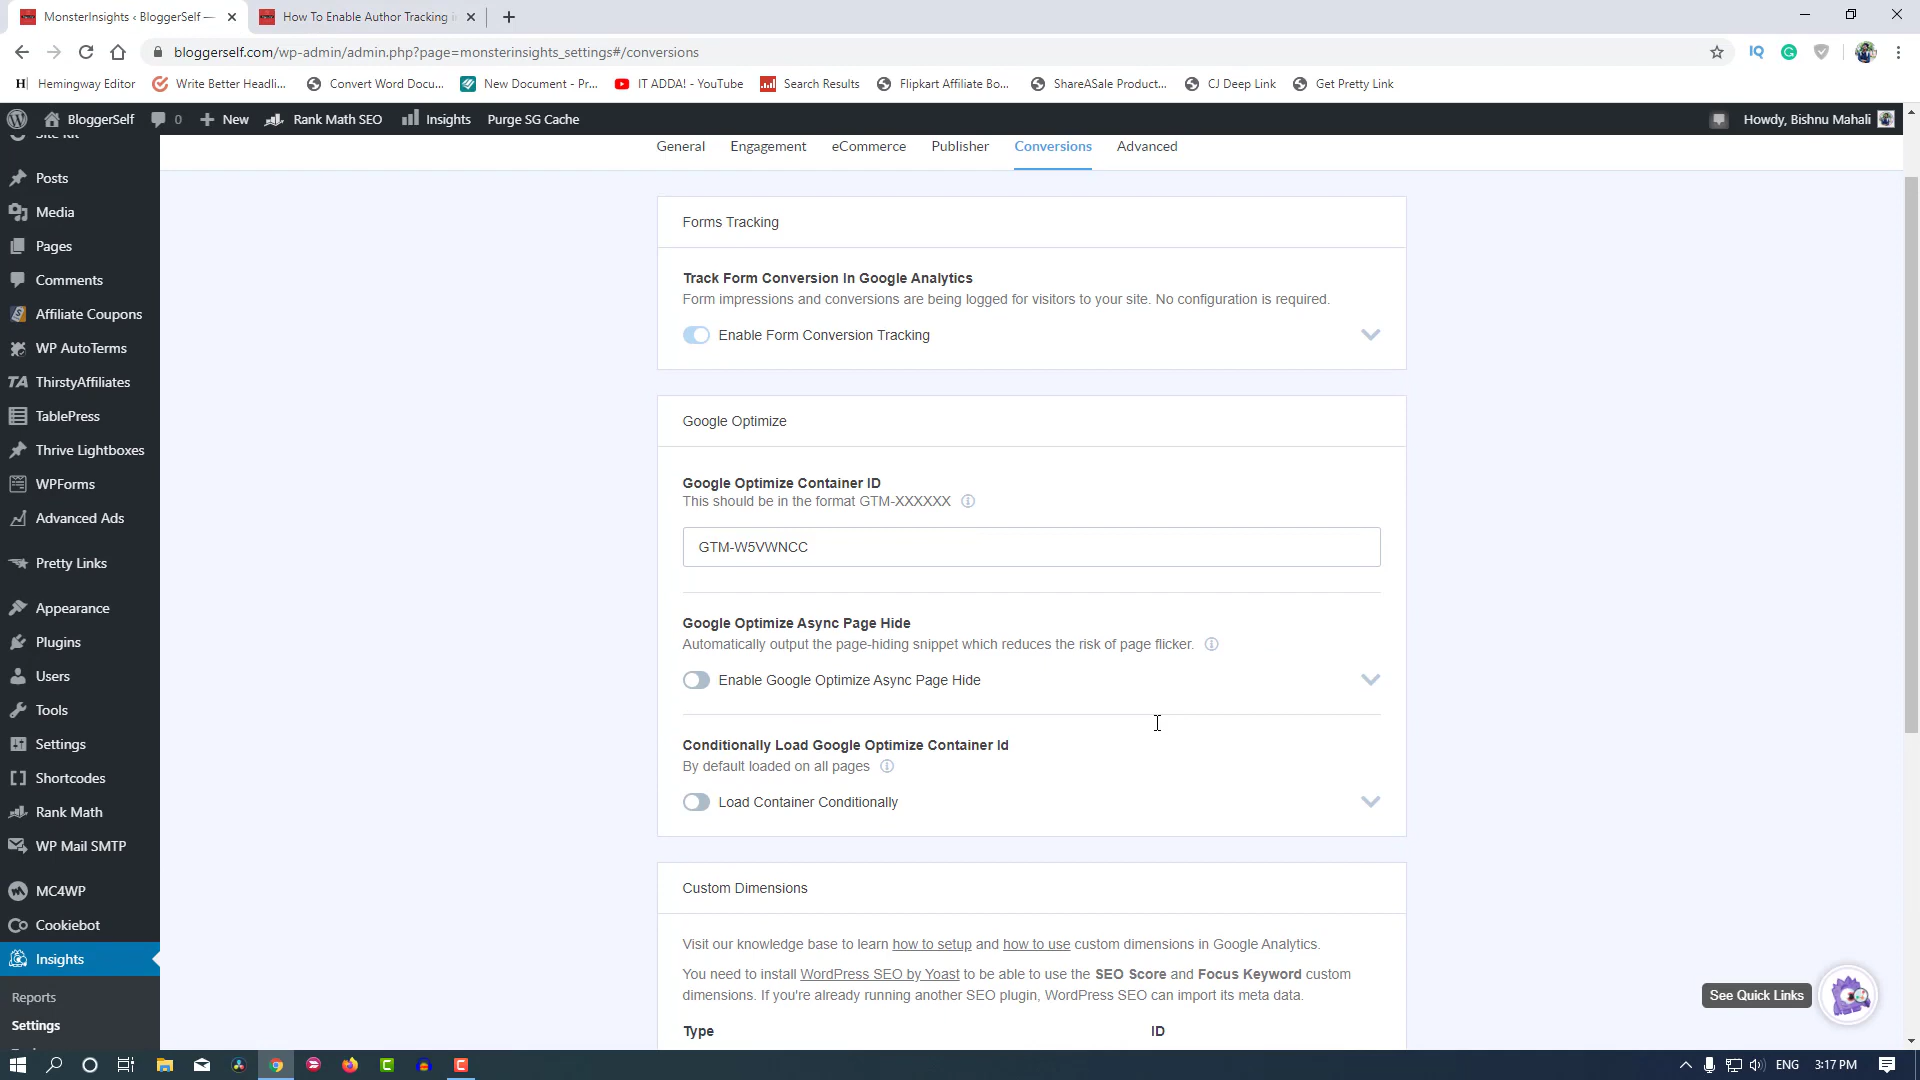 MonsterInsights ‹ BloggerSelf —
How To Enable Author Tracking i
bloggerself.com/wp-admin/admin.php?page=monsterinsights_settings#/conversions
IQ
H Hemingway Editor
Write Better Headli...
Convert Word Docu...
New Document - Pr...
IT ADDA! - YouTube
Search Results
Flipkart Affiliate Bo...
ShareASale Product...
CJ Deep Link
Get Pretty Link
BloggerSelf
0
New
Rank Math SEO
Insights
Purge SG Cache
Howdy, Bishnu Mahali
Site Kit
Posts
Media
Pages
Comments
Affiliate Coupons
WP AutoTerms
TA ThirstyAffiliates
TablePress
Thrive Lightboxes
WPForms
Advanced Ads
Pretty Links
Appearance
Plugins
Users
Tools
Settings
Shortcodes
Rank Math
WP Mail SMTP
MC4WP
Cookiebot
Insights
Reports
Settings
General
Engagement
eCommerce
Publisher
Conversions
Advanced
Forms Tracking
Track Form Conversion In Google Analytics
Form impressions and conversions are being logged for visitors to your site. No configuration is required.
Enable Form Conversion Tracking
Google Optimize
Google Optimize Container ID
This should be in the format GTM-XXXXXX
GTM-W5VWNCC
Google Optimize Async Page Hide
Automatically output the page-hiding snippet which reduces the risk of page flicker.
Enable Google Optimize Async Page Hide
Conditionally Load Google Optimize Container Id
By default loaded on all pages
Load Container Conditionally
Custom Dimensions
Visit our knowledge base to learn how to setup and how to use custom dimensions in Google Analytics.
You need to install WordPress SEO by Yoast to be able to use the SEO Score and Focus Keyword custom
dimensions. If you're already running another SEO plugin, WordPress SEO can import its meta data.
Type
ID
See Quick Links
ENG
3:17 PM